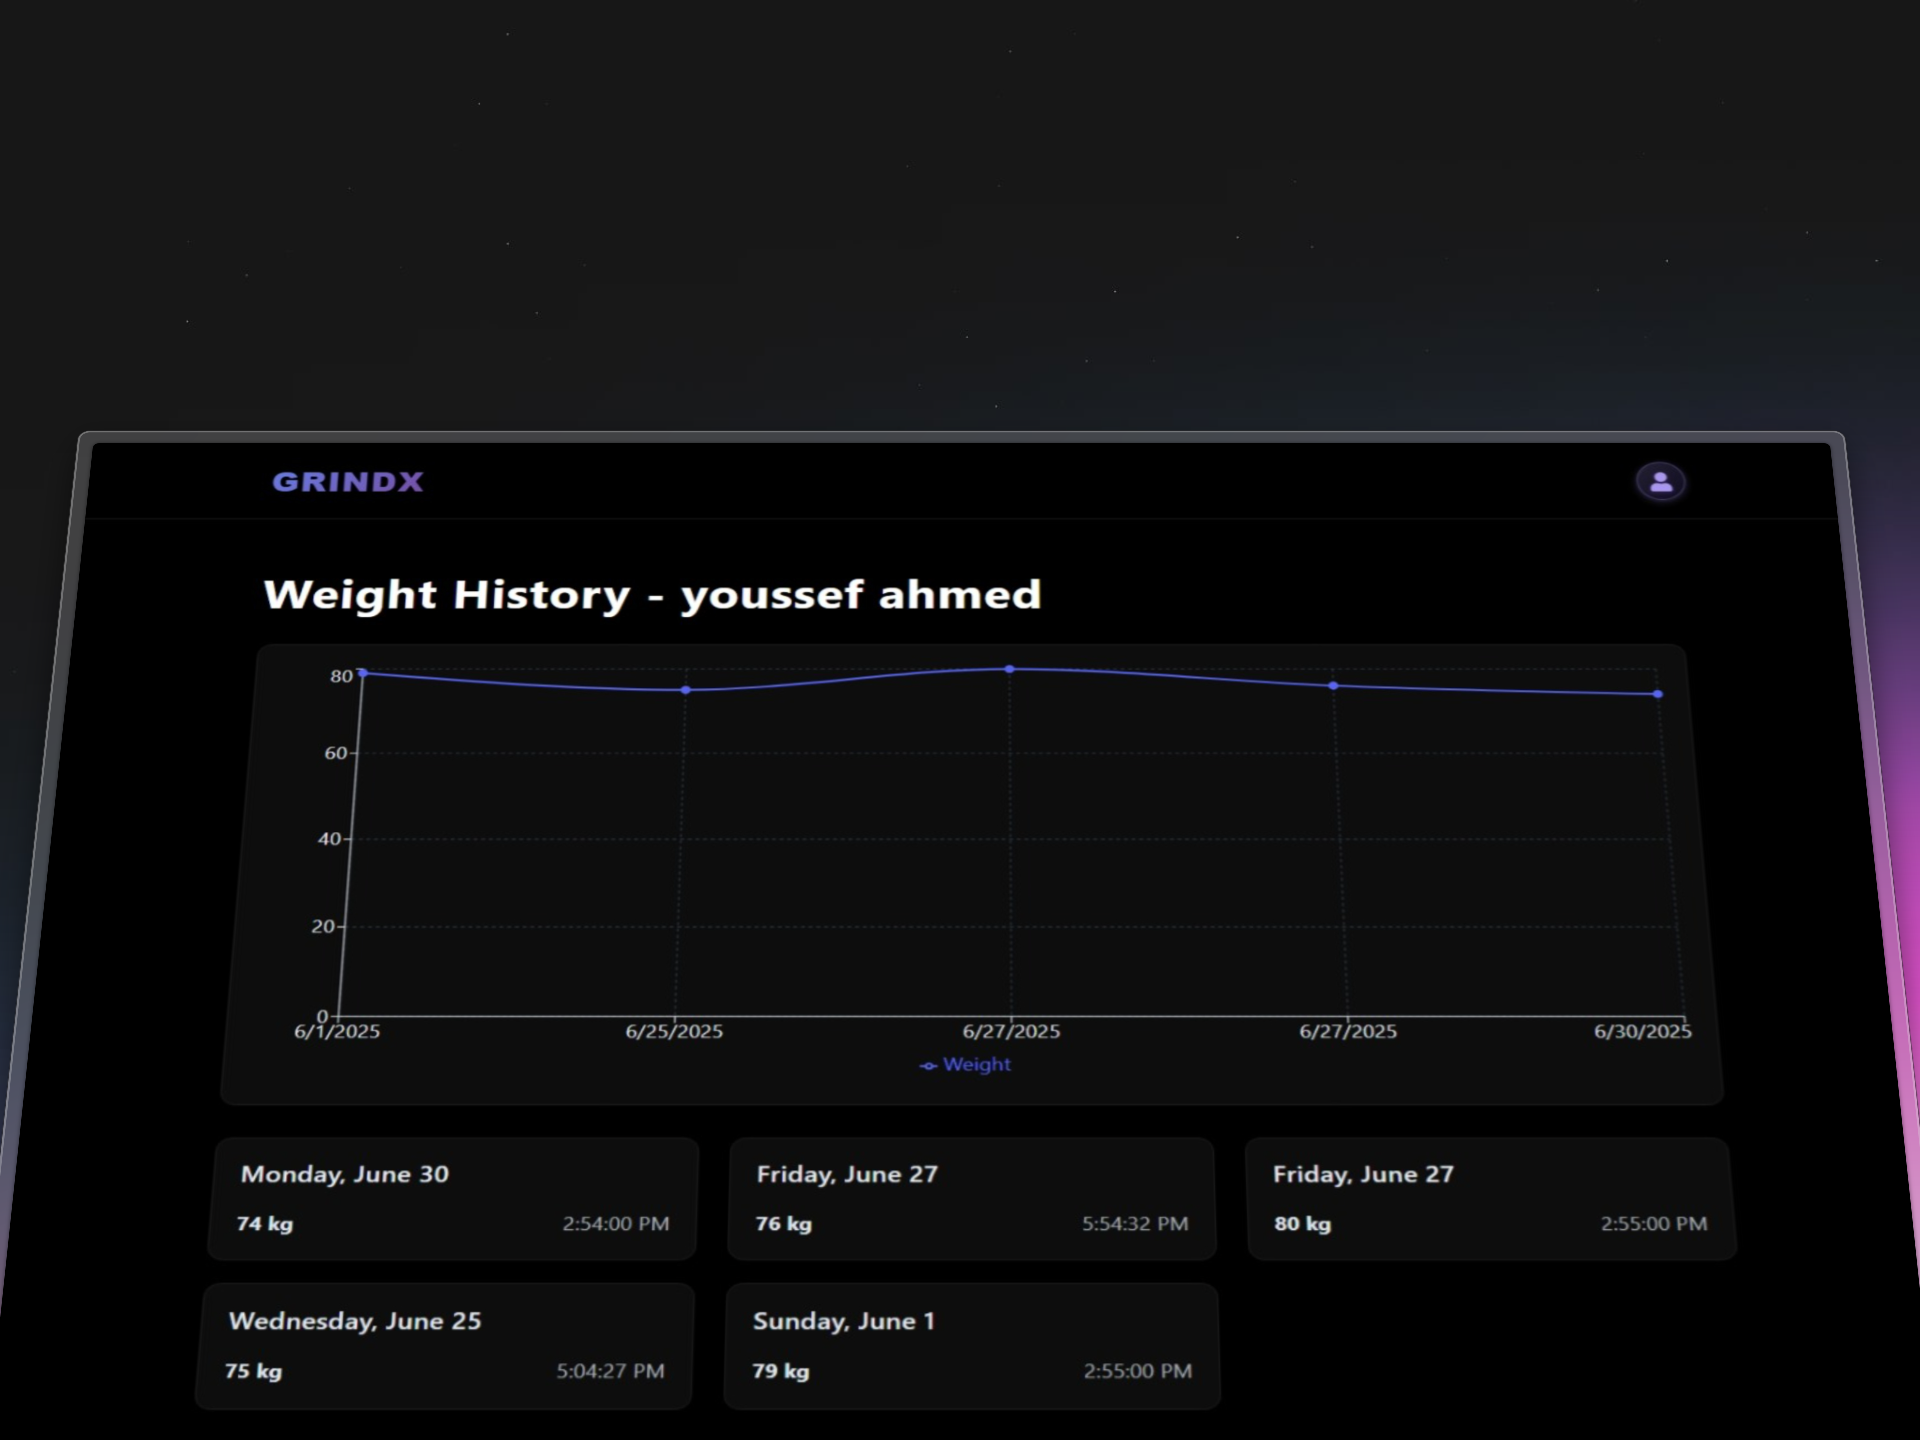 GRINDX
Weight History - youssef ahmed
80
60
40
20
0
6/1/2025 6/25/2025 6/27/2025 6/27/2025 6/30/2025
Weight
Monday, June 30
74 kg 2:54:00 PM
Friday, June 27
76 kg 5:54:32 PM
Friday, June 27
80 kg 2:55:00 PM
Wednesday, June 25
75 kg 5:04:27 PM
Sunday, June 1
79 kg 2:55:00 PM